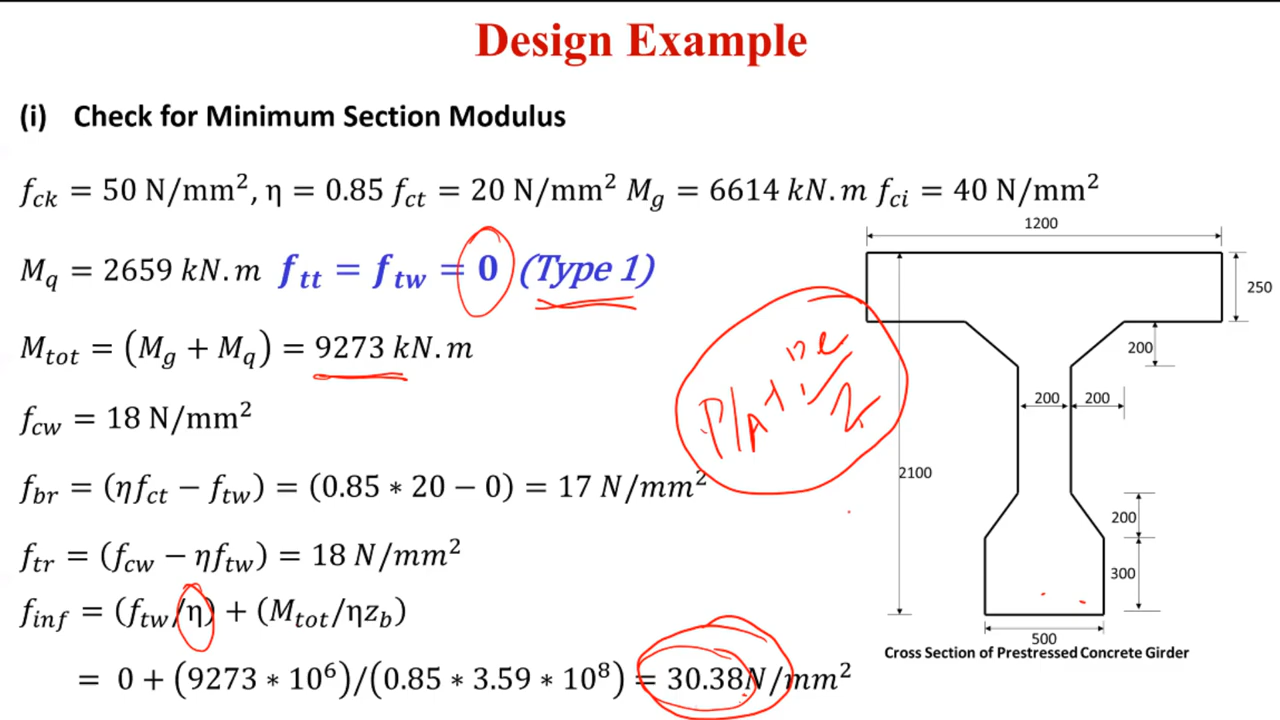 Design Example
(i) Check for Minimum Section Modulus
f_ck = 50 N/mm², η = 0.85 f_ct = 20 N/mm² M_g = 6614 kN.m f_ci = 40 N/mm²
M_q = 2659 kN.m f_tt = f_tw = 0 (Type 1)
M_tot = (M_g + M_q) = 9273 kN.m
f_cw = 18 N/mm²
f_br = (ηf_ct − f_tw) = (0.85 * 20 − 0) = 17 N/mm²
f_tr = (f_cw − ηf_tw) = 18 N/mm²
f_inf = (f_tw/η) + (M_tot/ηz_b)
= 0 + (9273 * 10⁶)/(0.85 * 3.59 * 10⁸) = 30.38N/mm²
P/A + Pe/Z
1200
250
200
200
200
2100
200
300
500
Cross Section of Prestressed Concrete Girder